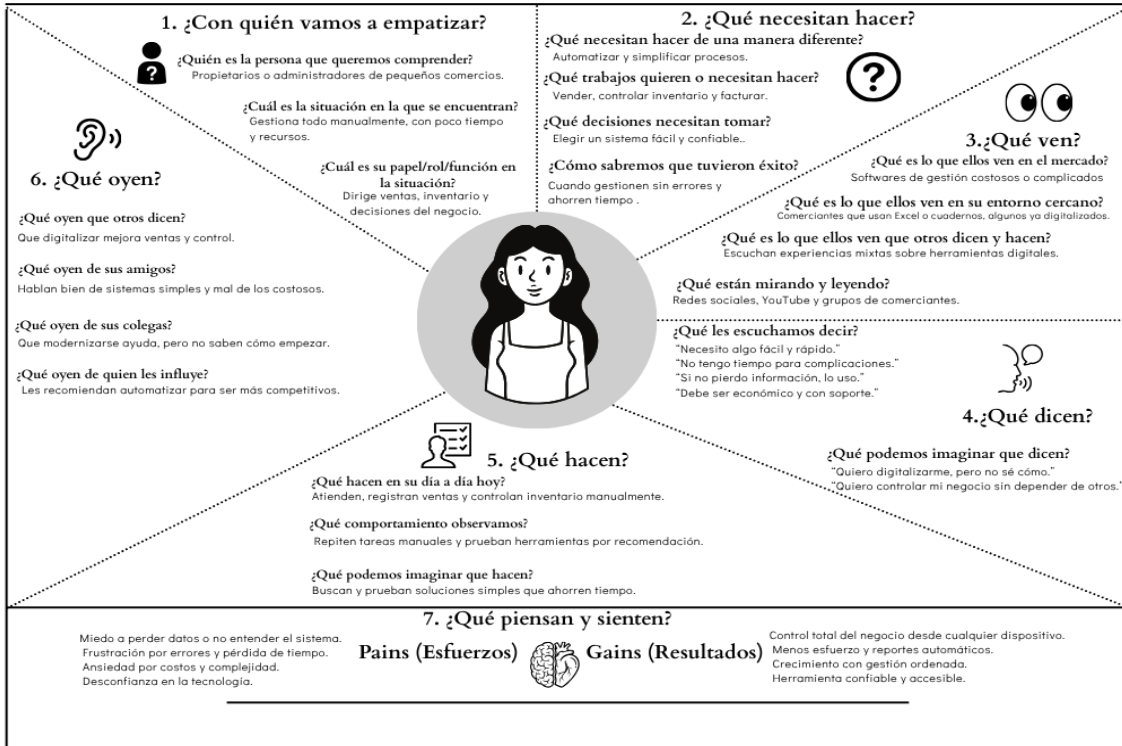 1. ¿Con quién vamos a empatizar?
¿Quién es la persona que queremos comprender?
Propietarios o administradores de pequeños comercios.
¿Cuál es la situación en la que se encuentran?
Gestiona todo manualmente, con poco tiempo
y recursos.
¿Cuál es su papel/rol/función en
la situación?
Dirige ventas, inventario y
decisiones del negocio.
2. ¿Qué necesitan hacer?
¿Qué necesitan hacer de una manera diferente?
Automatizar y simplificar procesos.
¿Qué trabajos quieren o necesitan hacer?
Vender, controlar inventario y facturar.
¿Qué decisiones necesitan tomar?
Elegir un sistema fácil y confiable..
¿Cómo sabremos que tuvieron éxito?
Cuando gestionen sin errores y
ahorren tiempo .
?
?
3.¿Qué ven?
¿Qué es lo que ellos ven en el mercado?
Softwares de gestión costosos o complicados
¿Qué es lo que ellos ven en su entorno cercano?
Comerciantes que usan Excel o cuadernos, algunos ya digitalizados.
¿Qué es lo que ellos ven que otros dicen y hacen?
Escuchan experiencias mixtas sobre herramientas digitales.
¿Qué están mirando y leyendo?
Redes sociales, YouTube y grupos de comerciantes.
¿Qué les escuchamos decir?
"Necesito algo fácil y rápido."
"No tengo tiempo para complicaciones."
"Si no pierdo información, lo uso."
"Debe ser económico y con soporte."
4.¿Qué dicen?
¿Qué podemos imaginar que dicen?
"Quiero digitalizarme, pero no sé cómo."
"Quiero controlar mi negocio sin depender de otros."
5. ¿Qué hacen?
¿Qué hacen en su día a día hoy?
Atienden, registran ventas y controlan inventario manualmente.
¿Qué comportamiento observamos?
Repiten tareas manuales y prueban herramientas por recomendación.
¿Qué podemos imaginar que hacen?
Buscan y prueban soluciones simples que ahorren tiempo.
6. ¿Qué oyen?
¿Qué oyen que otros dicen?
Que digitalizar mejora ventas y control.
¿Qué oyen de sus amigos?
Hablan bien de sistemas simples y mal de los costosos.
¿Qué oyen de sus colegas?
Que modernizarse ayuda, pero no saben cómo empezar.
¿Qué oyen de quien les influye?
Les recomiendan automatizar para ser más competitivos.
7. ¿Qué piensan y sienten?
Pains (Esfuerzos)
Miedo a perder datos o no entender el sistema.
Frustración por errores y pérdida de tiempo.
Ansiedad por costos y complejidad.
Desconfianza en la tecnología.
Gains (Resultados)
Control total del negocio desde cualquier dispositivo.
Menos esfuerzo y reportes automáticos.
Crecimiento con gestión ordenada.
Herramienta confiable y accesible.